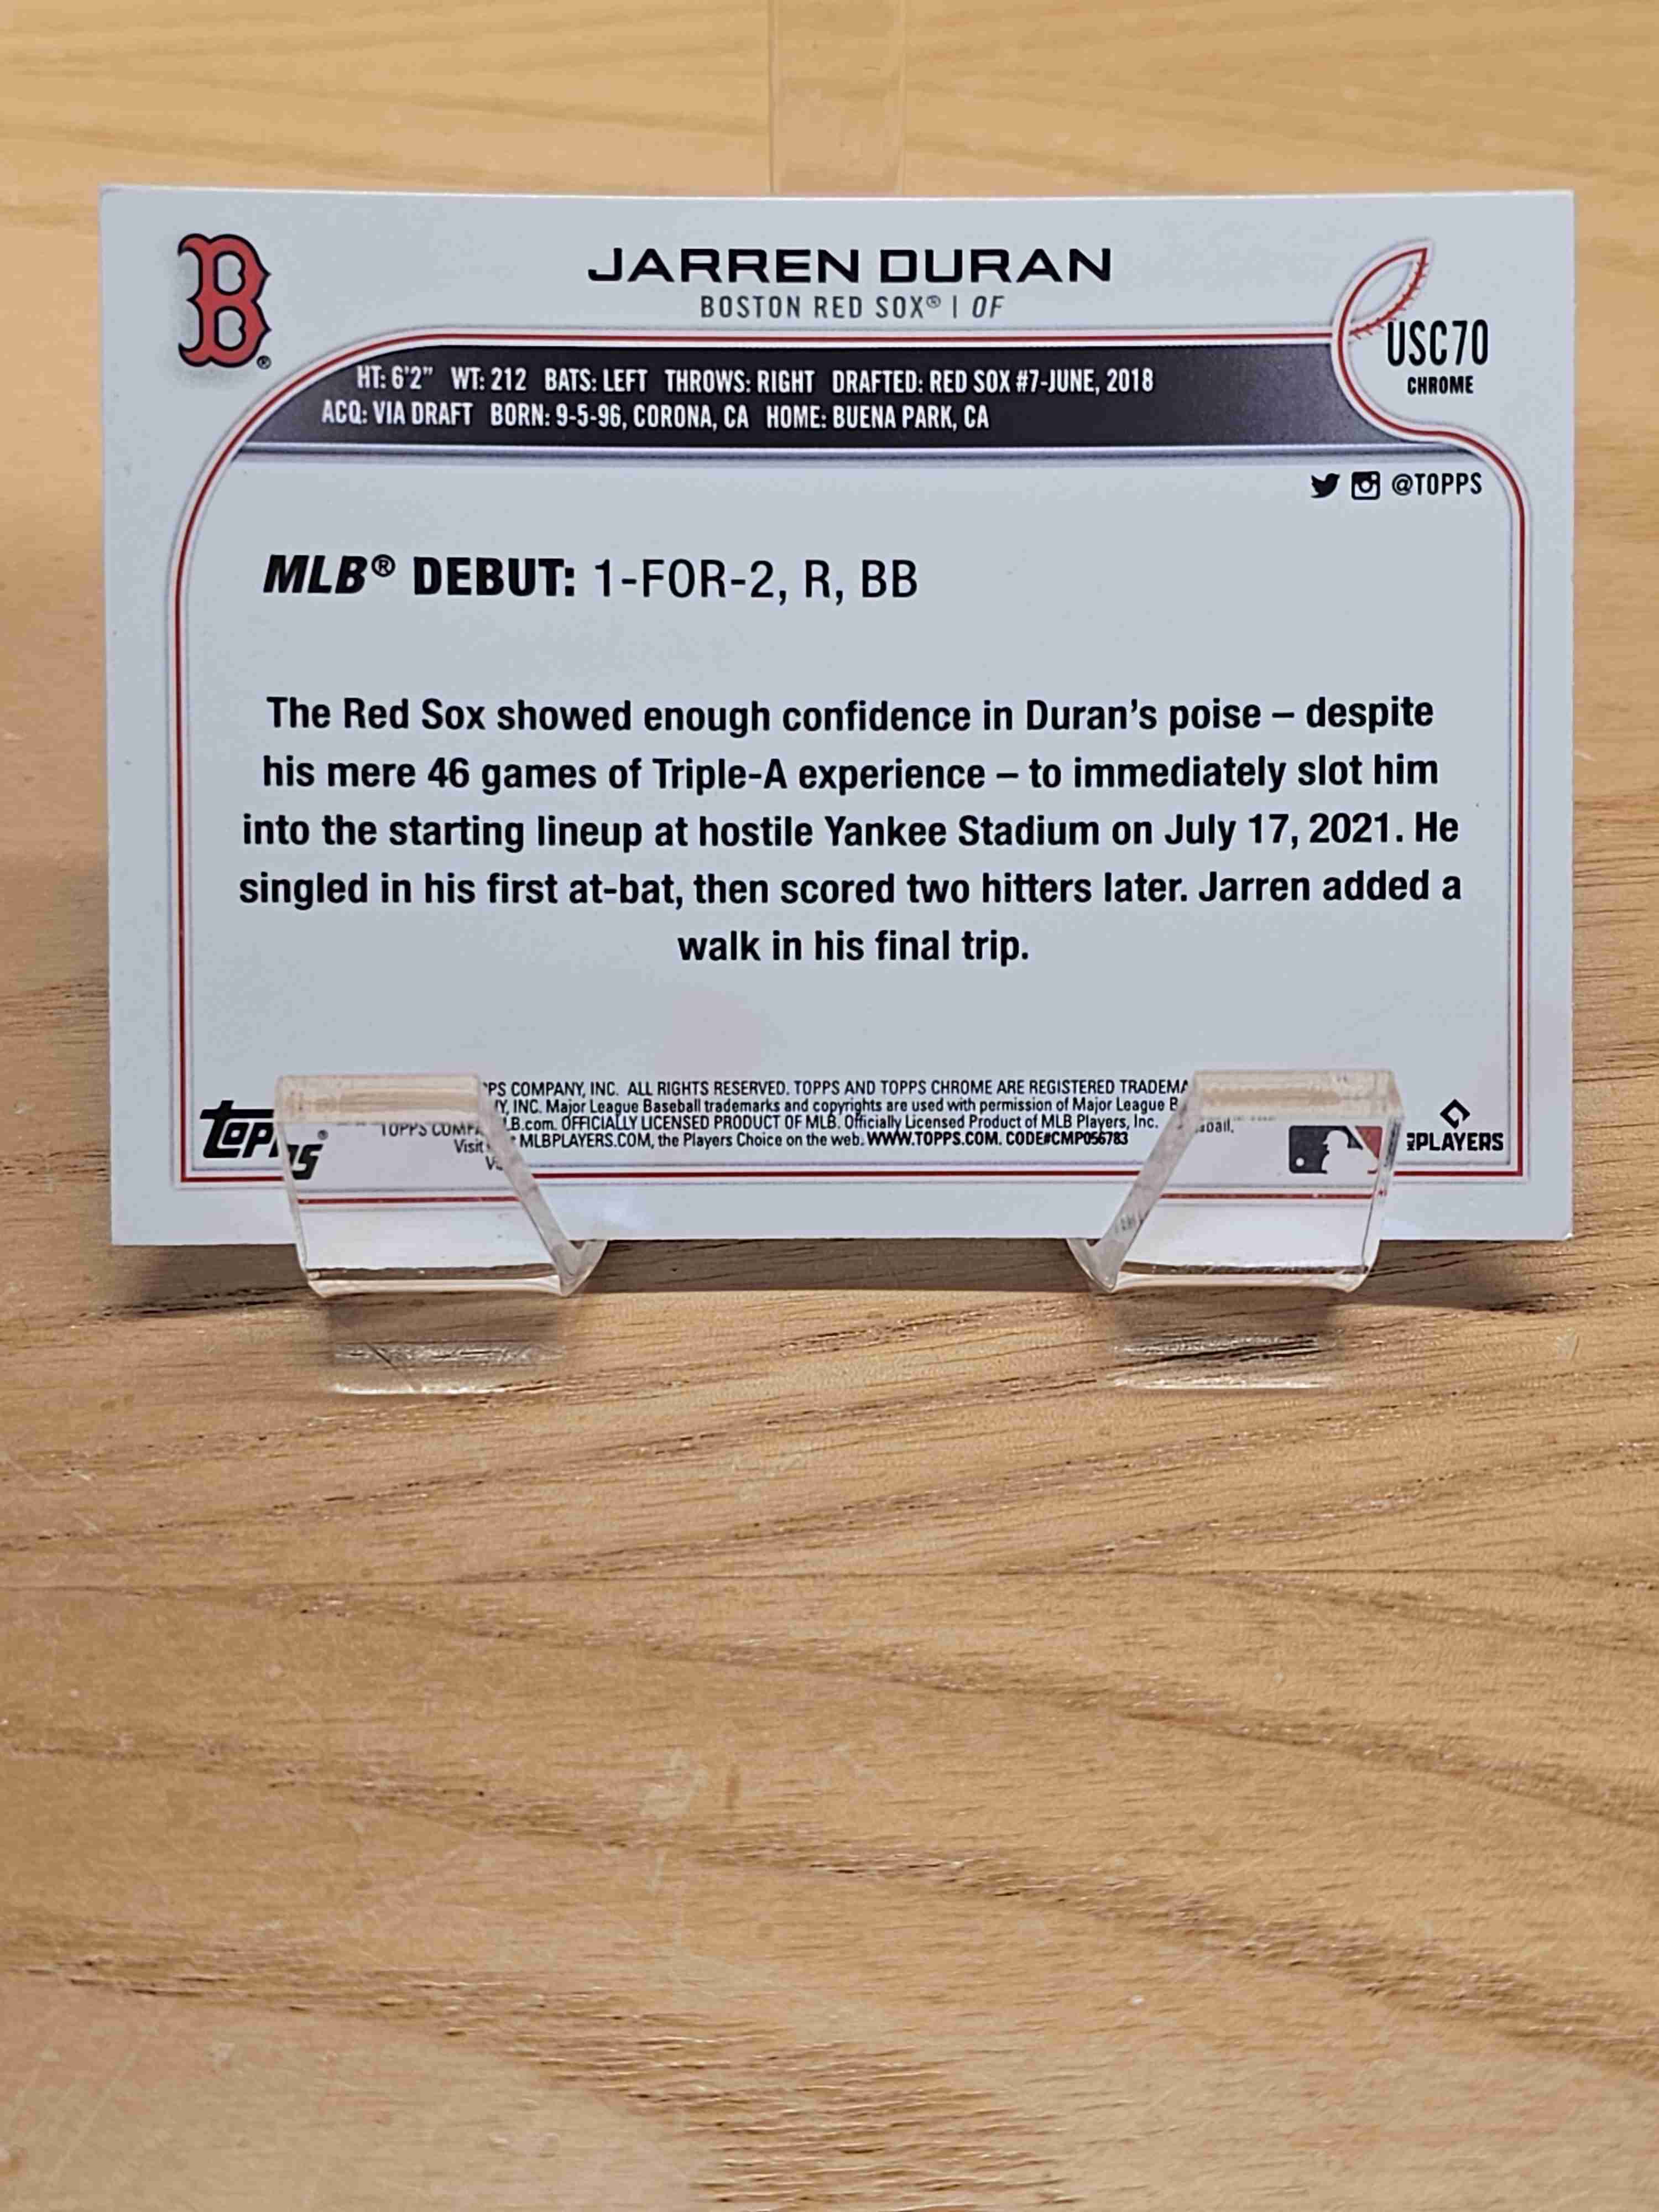 B®
JARREN DURAN
BOSTON RED SOX® | OF
USC70
CHROME
HT: 6'2" WT: 212 BATS: LEFT THROWS: RIGHT DRAFTED: RED SOX #7-JUNE, 2018
ACQ: VIA DRAFT BORN: 9-5-96, CORONA, CA HOME: BUENA PARK, CA
@TOPPS
MLB® DEBUT: 1-FOR-2, R, BB
The Red Sox showed enough confidence in Duran's poise – despite
his mere 46 games of Triple-A experience – to immediately slot him
into the starting lineup at hostile Yankee Stadium on July 17, 2021. He
singled in his first at-bat, then scored two hitters later. Jarren added a
walk in his final trip.
COMPANY, INC. ALL RIGHTS RESERVED. TOPPS AND TOPPS CHROME ARE REGISTERED
TOPPS INC. Major League Baseball trademarks and copyrights are used with permission of Major League
OFFICIALLY LICENSED PRODUCT OF MLB. Officially Licensed Product of MLB Players, Inc.
Visit MLBPLAYERS.COM, the Players Choice on the web. WWW.TOPPS.COM. CODE#CMP056783
Topps®
PLAYERS